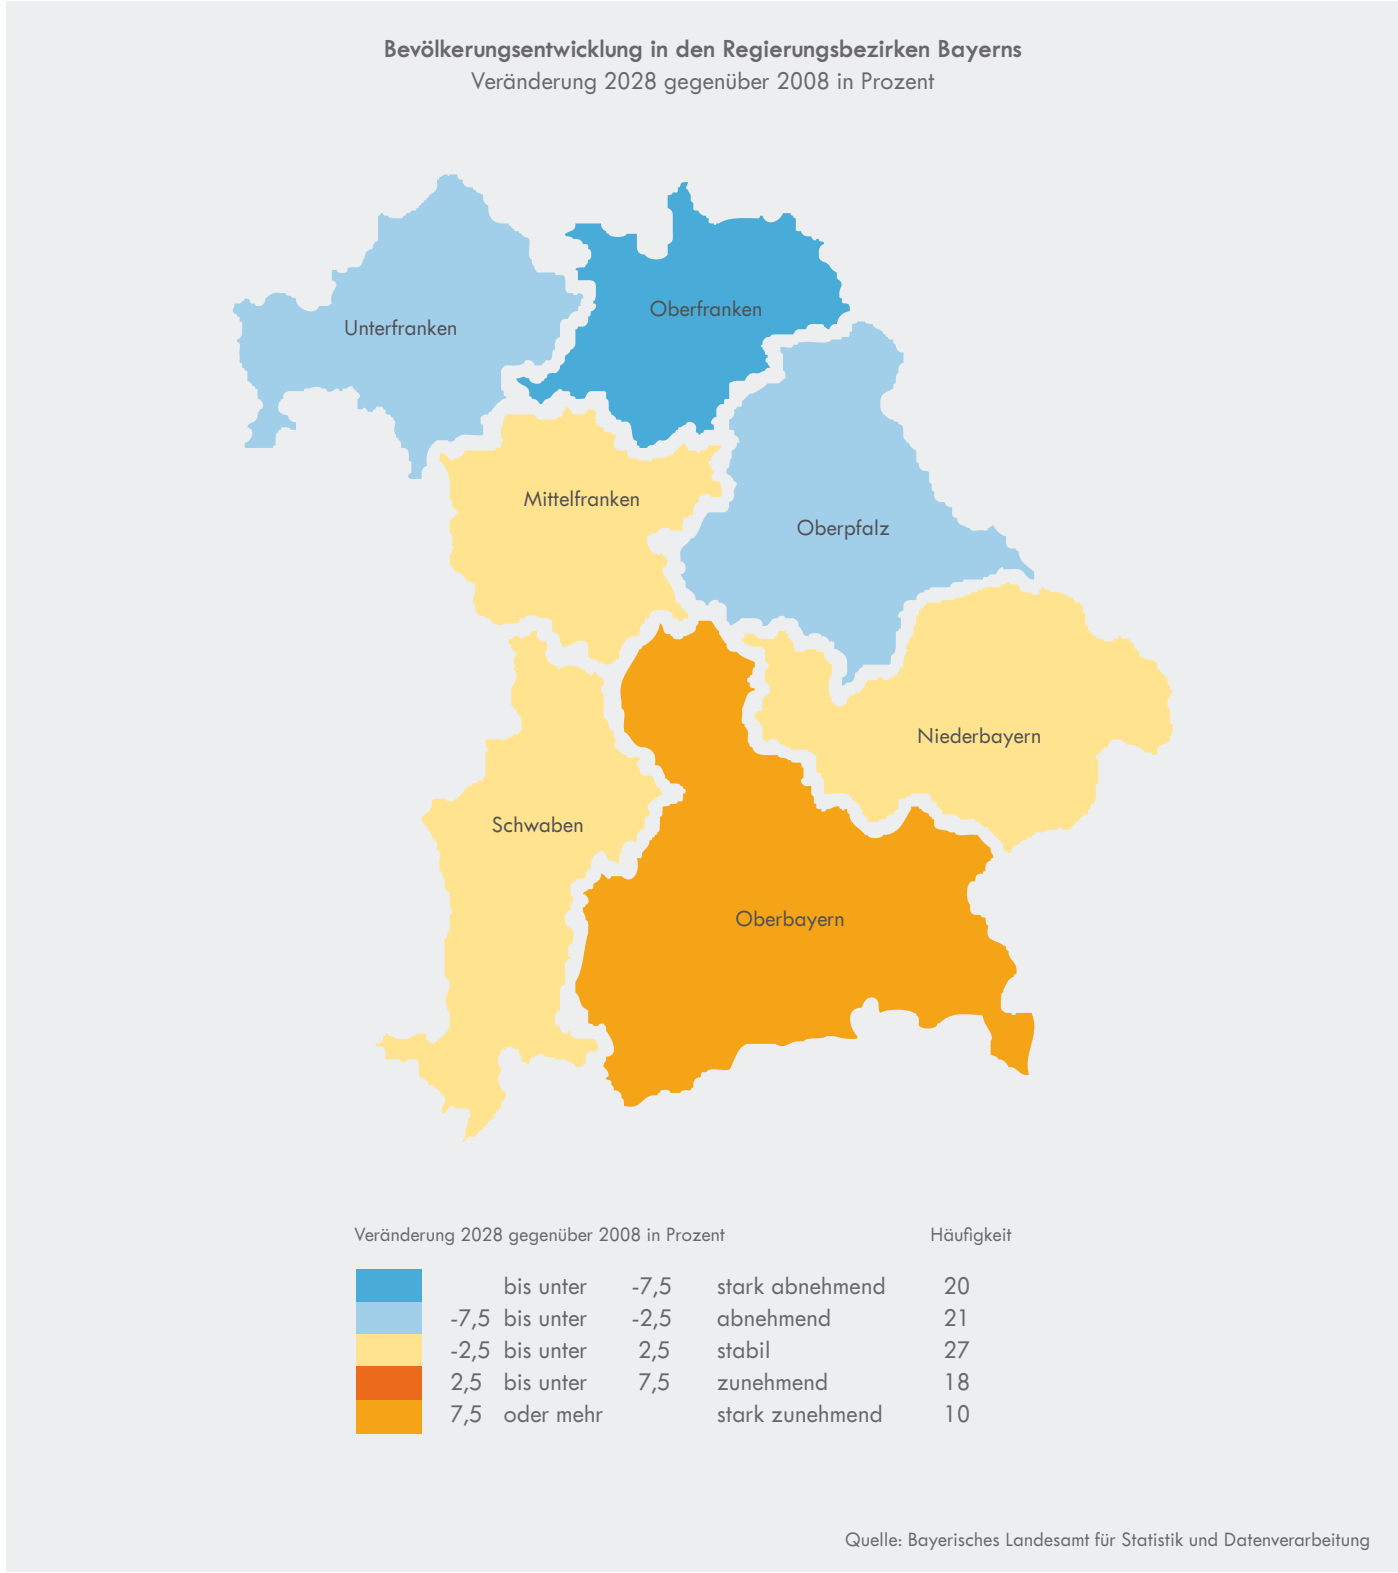 Bevölkerungsentwicklung in den Regierungsbezirken Bayerns
Veränderung 2028 gegenüber 2008 in Prozent
Oberfranken
Unterfranken
Mittelfranken
Oberpfalz
Niederbayern
Schwaben
Oberbayern
Veränderung 2028 gegenüber 2008 in Prozent Häufigkeit
bis unter -7,5 stark abnehmend 20
-7,5 bis unter -2,5 abnehmend 21
-2,5 bis unter 2,5 stabil 27
2,5 bis unter 7,5 zunehmend 18
7,5 oder mehr stark zunehmend 10
Quelle: Bayerisches Landesamt für Statistik und Datenverarbeitung